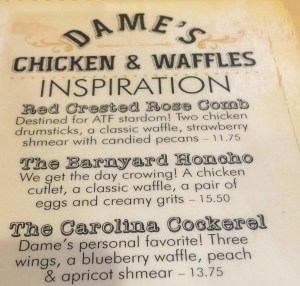 DAME'S
CHICKEN & WAFFLES
INSPIRATION
Red Crested Rose Comb
Destined for ATF stardom! Two chicken
drumsticks, a classic waffle, strawberry
shmear with candied pecans – 11.75
The Barnyard Honcho
We get the day crowing! A chicken
cutlet, a classic waffle, a pair of
eggs and creamy grits – 15.50
The Carolina Cockerel
Dame's personal favorite! Three
wings, a blueberry waffle, peach
& apricot shmear – 13.75